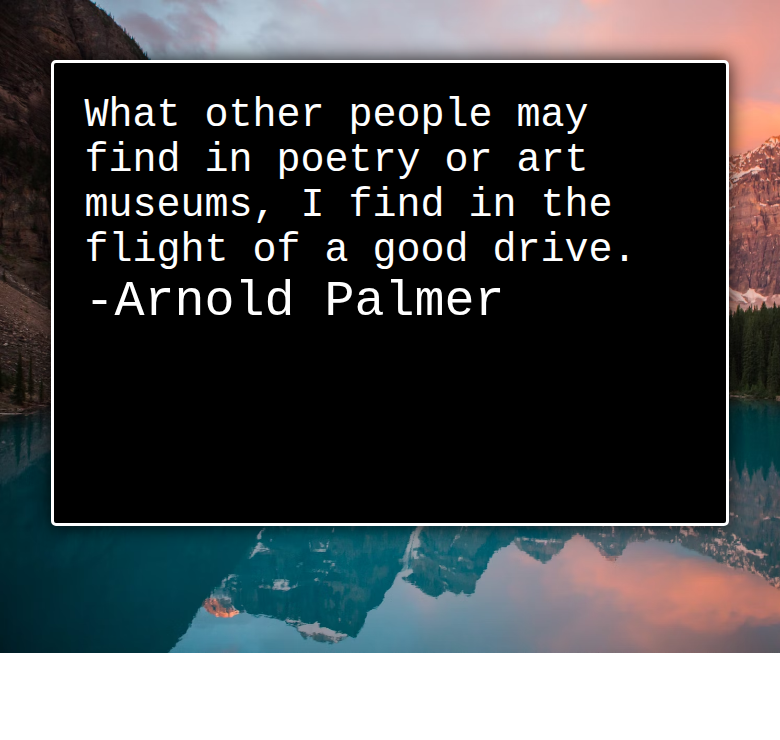 What other people may
find in poetry or art
museums, I find in the
flight of a good drive.
-Arnold Palmer